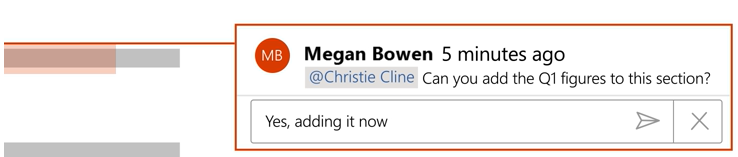 MB Megan Bowen 5 minutes ago
@Christie Cline Can you add the Q1 figures to this section?
Yes, adding it now